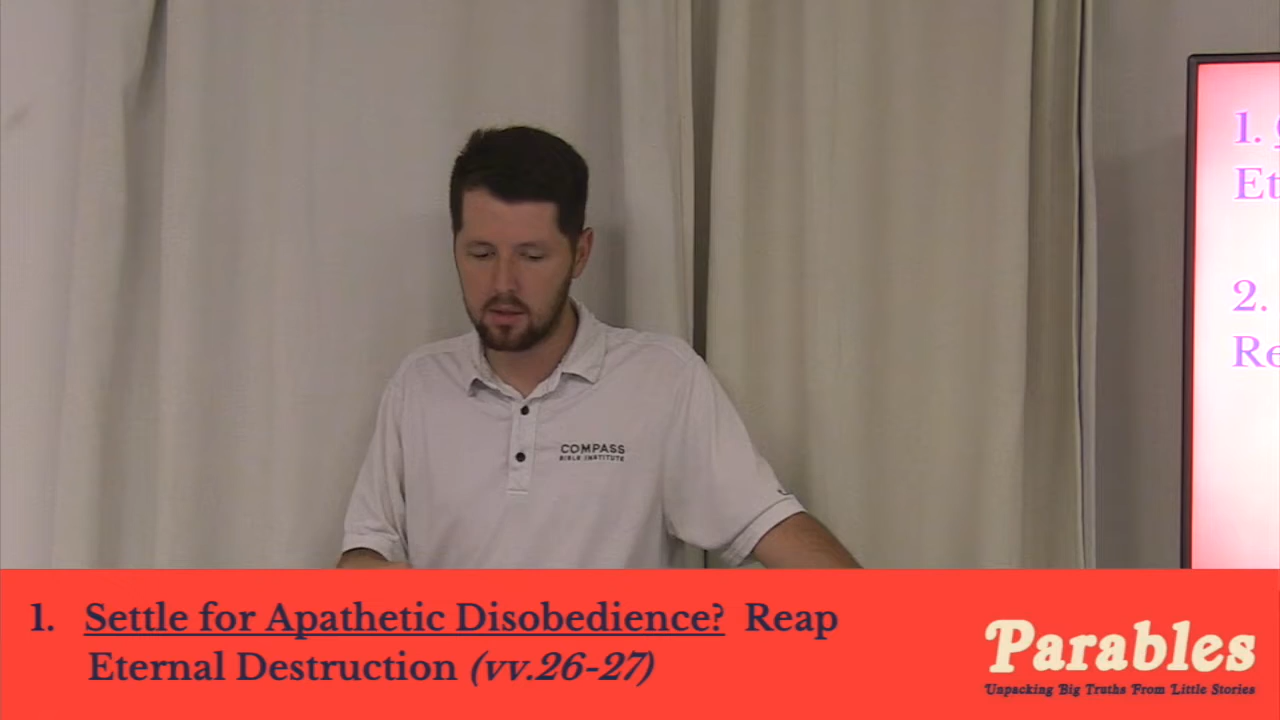 1.
Et
2.
Re
COMPASS
BIBLE INSTITUTE
1. Settle for Apathetic Disobedience? Reap
Eternal Destruction (vv.26-27)
Parables
Unpacking Big Truths From Little Stories